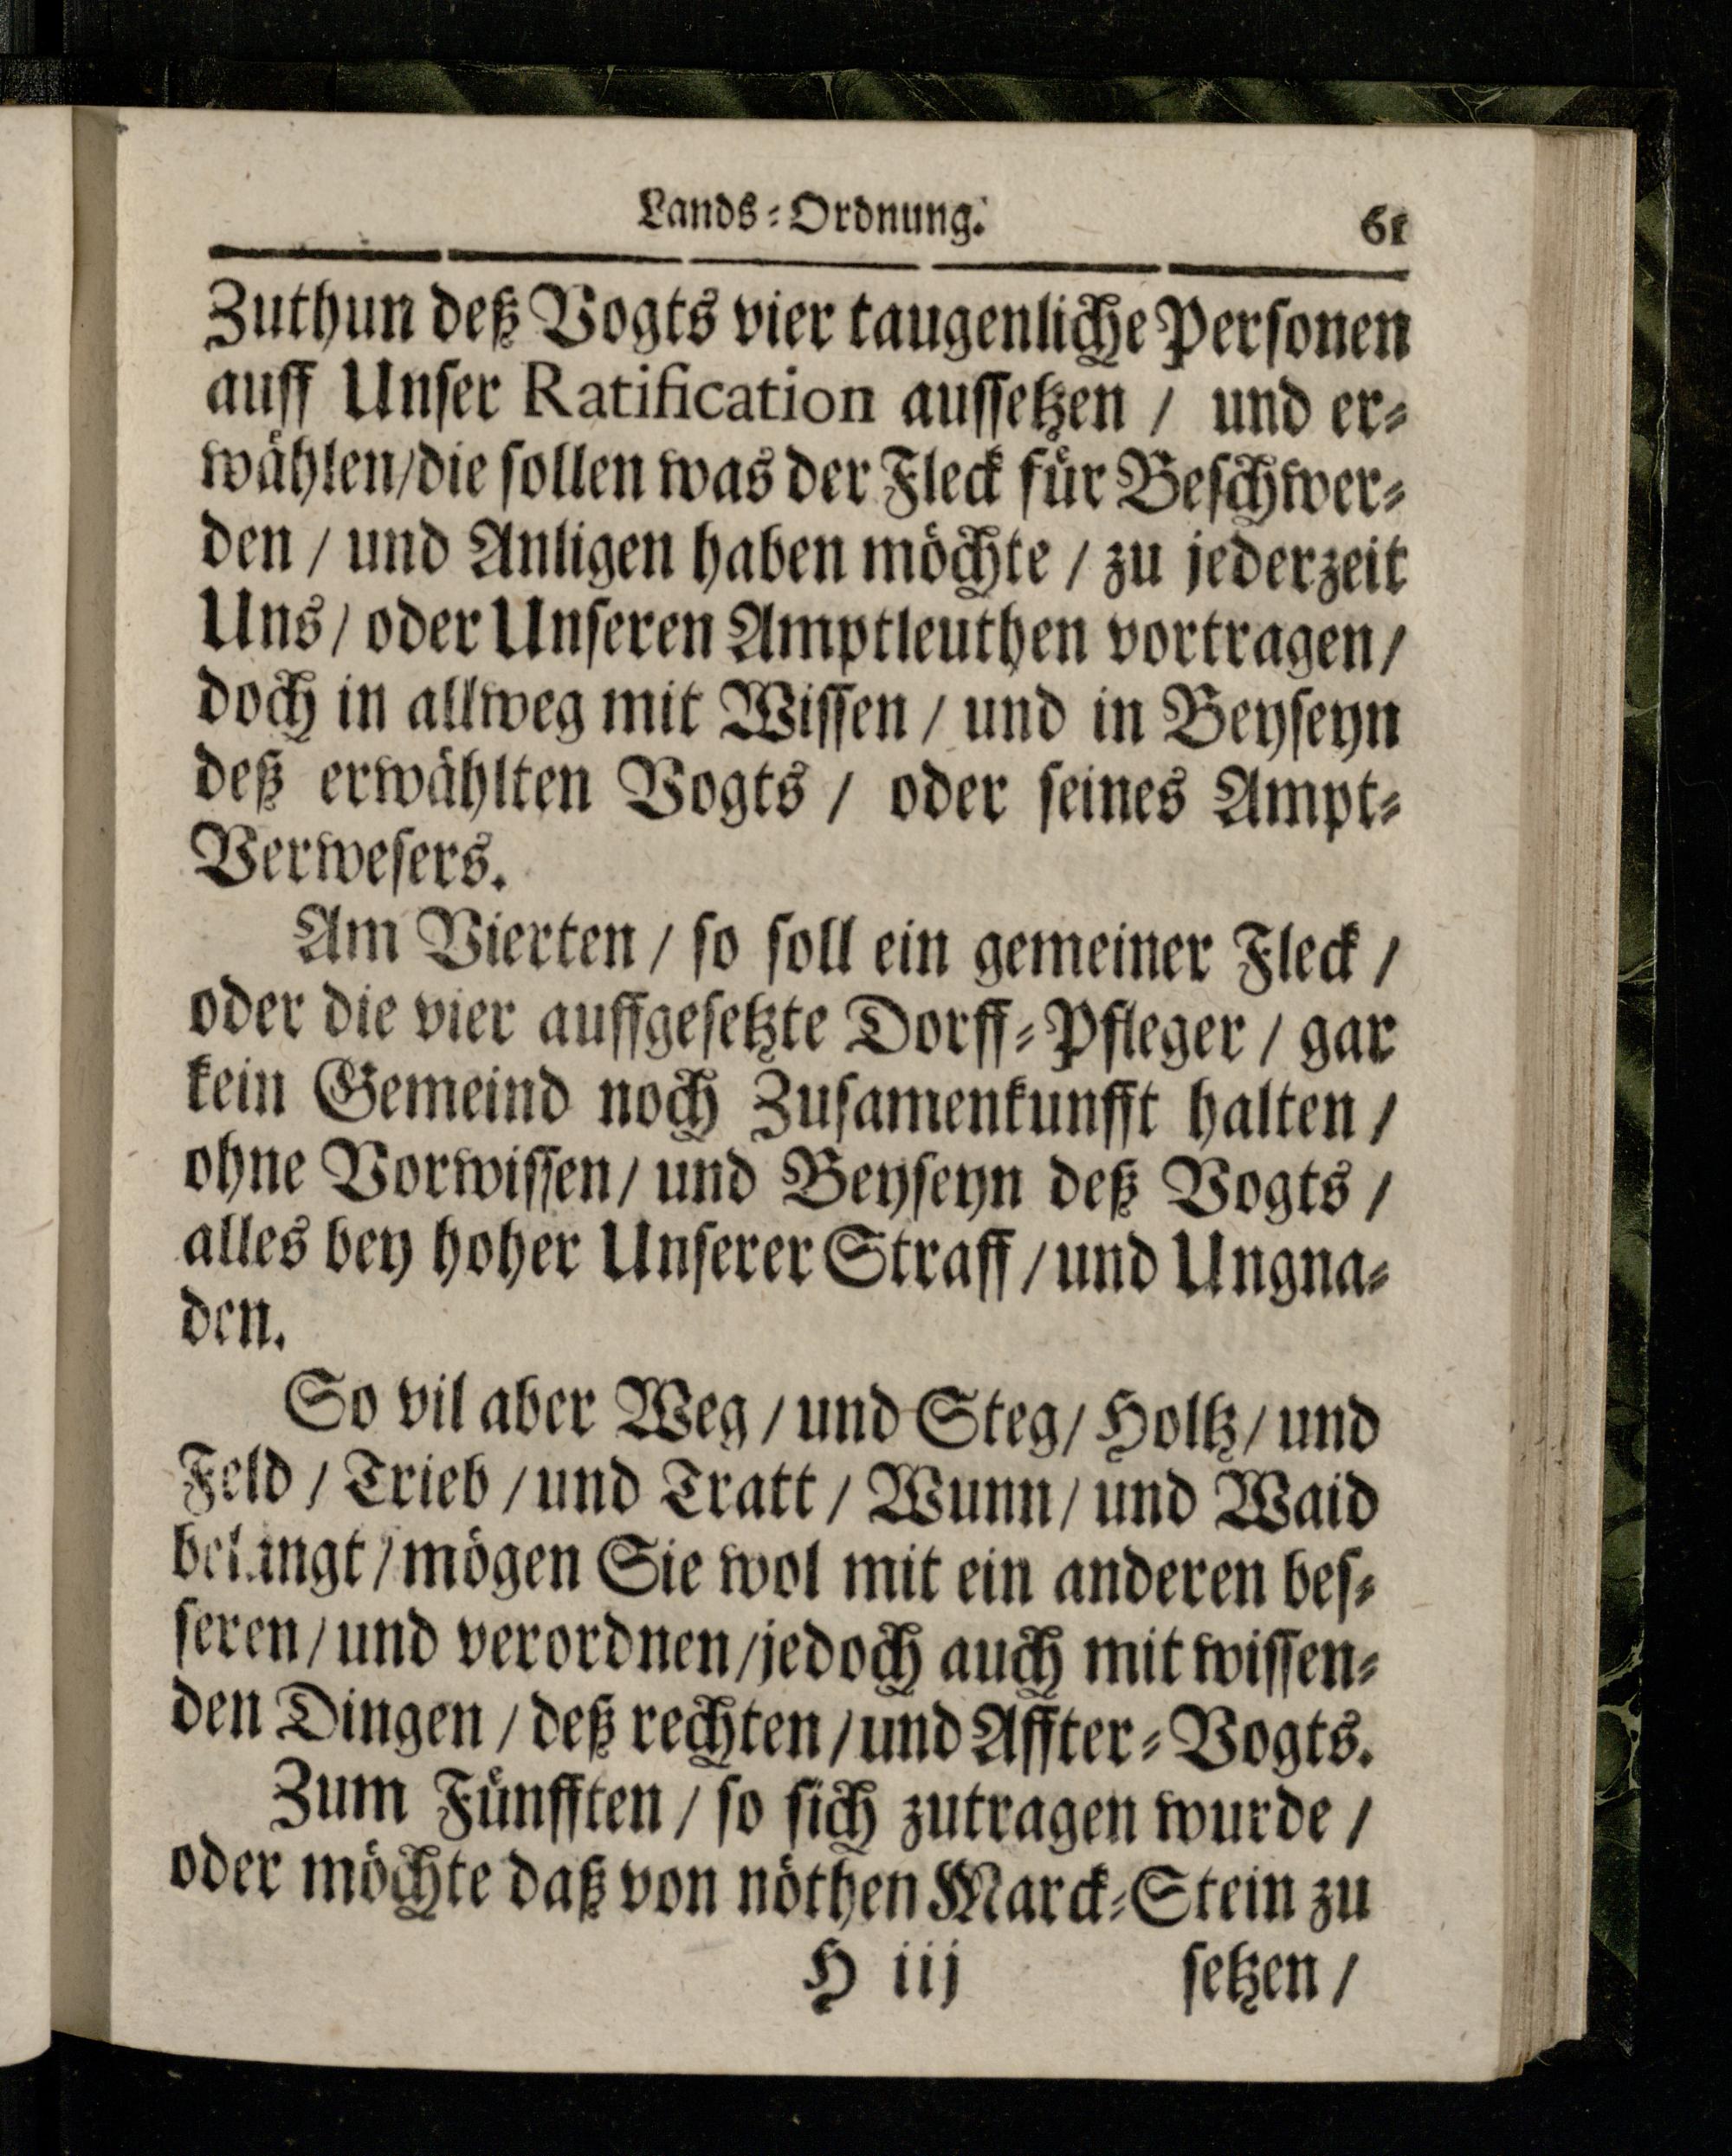 Lands-Ordnung. 61
Zuthun deß Vogts vier taugenliche Personen
auff Unser Ratification aussetzen / und er-
wählen/die sollen was der Fleck für Beschwer-
den / und Anligen haben möchte / zu jederzeit
Uns / oder Unseren Amptleuthen vortragen /
doch in allweg mit Wissen / und in Beyseyn
deß erwählten Vogts / oder seines Ampt-
Verwesers.
Am Vierten / so soll ein gemeiner Fleck /
oder die vier auffgesetzte Dorff-Pfleger / gar
kein Gemeind noch Zusamenkunfft halten /
ohne Vorwissen / und Beyseyn deß Vogts /
alles bey hoher Unserer Straff / und Ungna-
den.
So vil aber Weg / und Steg / Holtz / und
Feld / Trieb / und Tratt / Wunn / und Waid
belangt / mögen Sie wol mit ein anderen bes-
seren / und verordnen /jedoch auch mit wissen-
den Dingen / deß rechten / und Affter-Vogts.
Zum Fünfften / so sich zutragen wurde /
oder möchte daß von nöthen Marck-Stein zu
H iij setzen /